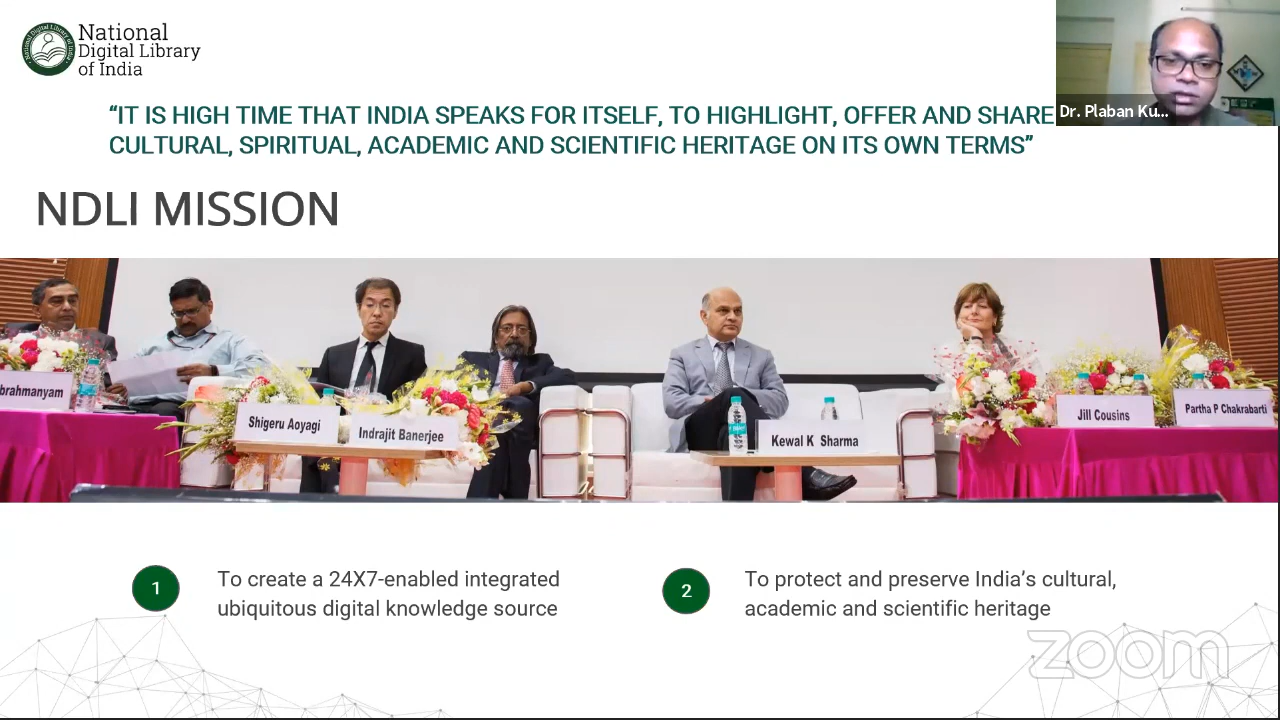 National
Digital Library
of India
“IT IS HIGH TIME THAT INDIA SPEAKS FOR ITSELF, TO HIGHLIGHT, OFFER AND SHARE
CULTURAL, SPIRITUAL, ACADEMIC AND SCIENTIFIC HERITAGE ON ITS OWN TERMS”
Dr. Plaban Ku...
NDLI MISSION
brahmanyam
Shigeru Aoyagi
Indrajit Banerjee
Kewal K Sharma
Jill Cousins
Partha P Chakrabarti
1
To create a 24X7-enabled integrated
ubiquitous digital knowledge source
2
To protect and preserve India’s cultural,
academic and scientific heritage
zoom